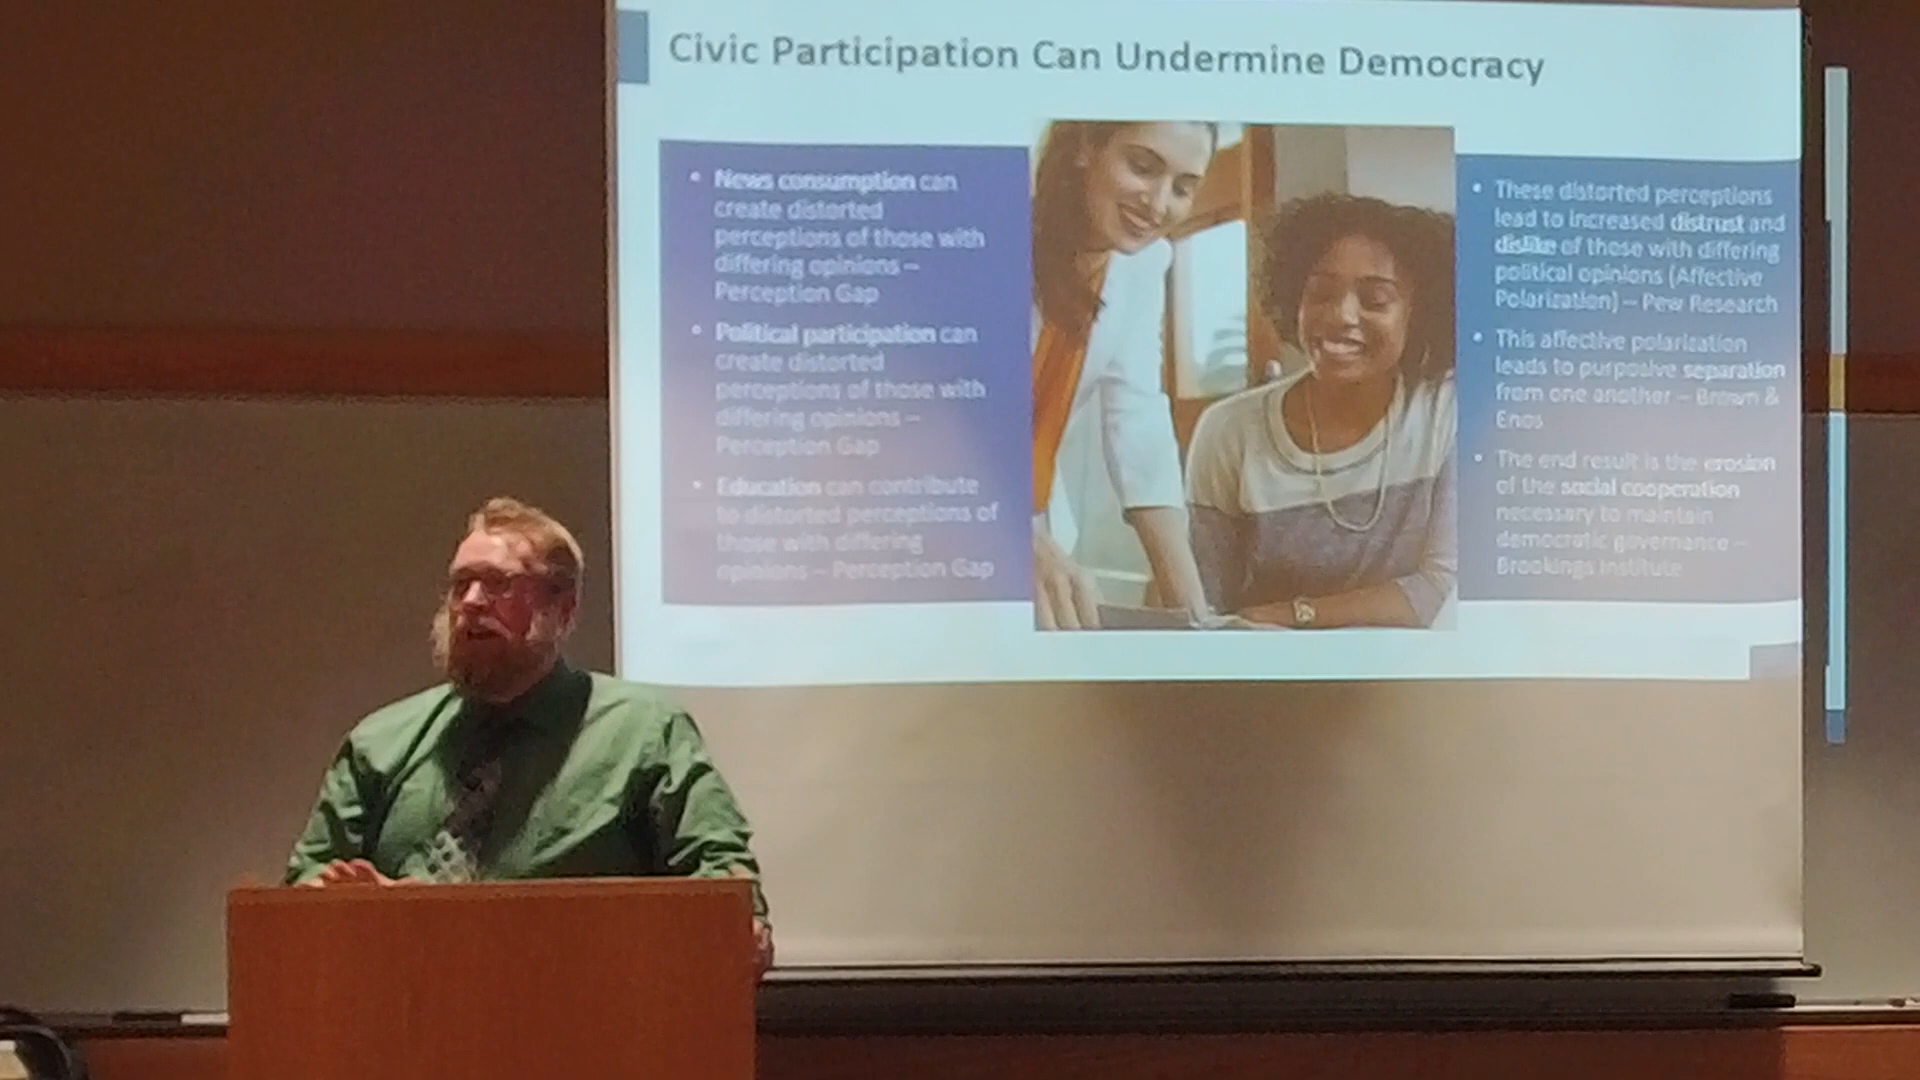 Civic Participation Can Undermine Democracy
• News consumption can
create distorted
perceptions of those with
differing opinions –
Perception Gap
• Political participation can
create distorted
perceptions of those with
differing opinions –
Perception Gap
• Education can contribute
to distorted perceptions of
those with differing
opinions – Perception Gap
• These distorted perceptions
lead to increased distrust and
dislike of those with differing
political opinions (Affective
Polarization) – Pew Research
• This affective polarization
leads to purposive separation
from one another – Brown &
Enos
• The end result is the erosion
of the social cooperation
necessary to maintain
democratic governance –
Brookings Institute